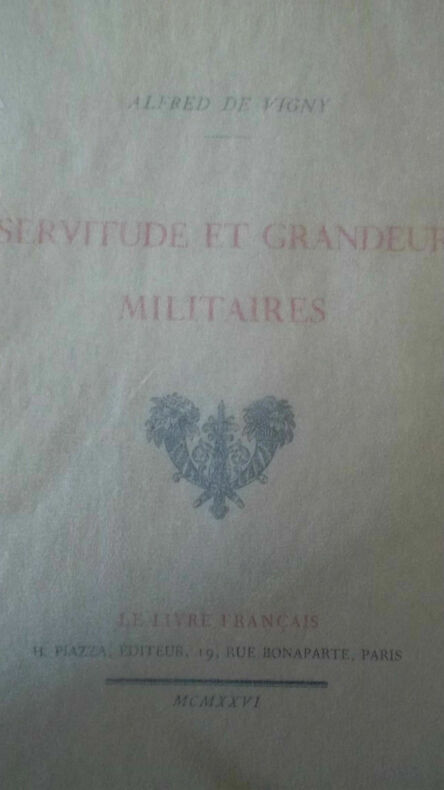 ALFRED DE VIGNY
SERVITUDE ET GRANDEUR
MILITAIRES
LE LIVRE FRANÇAIS
H. PIAZZA, ÉDITEUR, 19, RUE BONAPARTE, PARIS
MCMXXVI